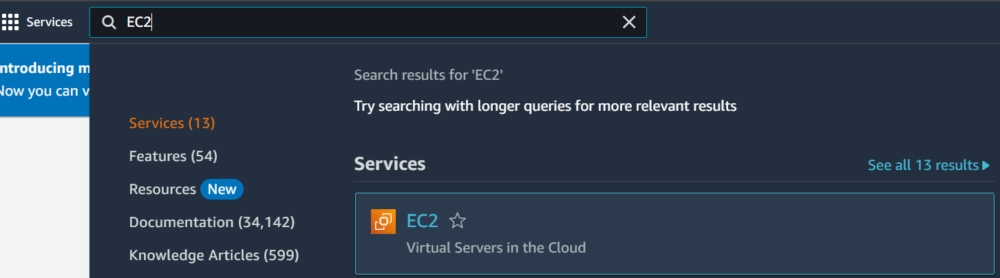 Services
EC2
Introducing m
Now you can v
Search results for 'EC2'
Try searching with longer queries for more relevant results
Services (13)
Features (54)
Resources New
Documentation (34,142)
Knowledge Articles (599)
Services
See all 13 results
EC2
Virtual Servers in the Cloud